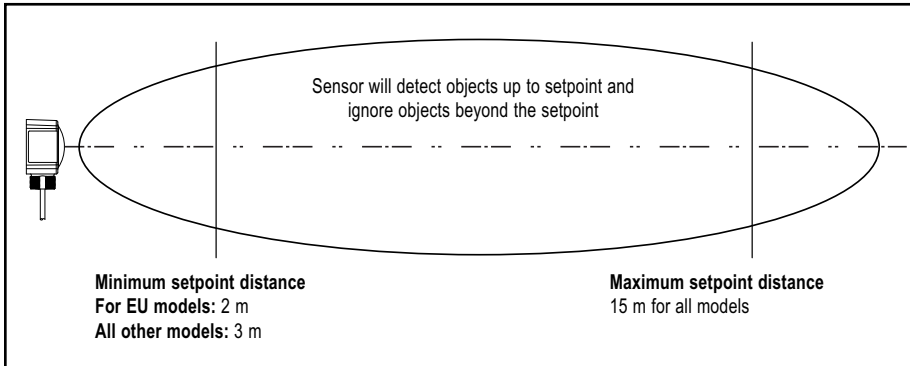 Sensor will detect objects up to setpoint and
ignore objects beyond the setpoint
Minimum setpoint distance
For EU models: 2 m
All other models: 3 m
Maximum setpoint distance
15 m for all models